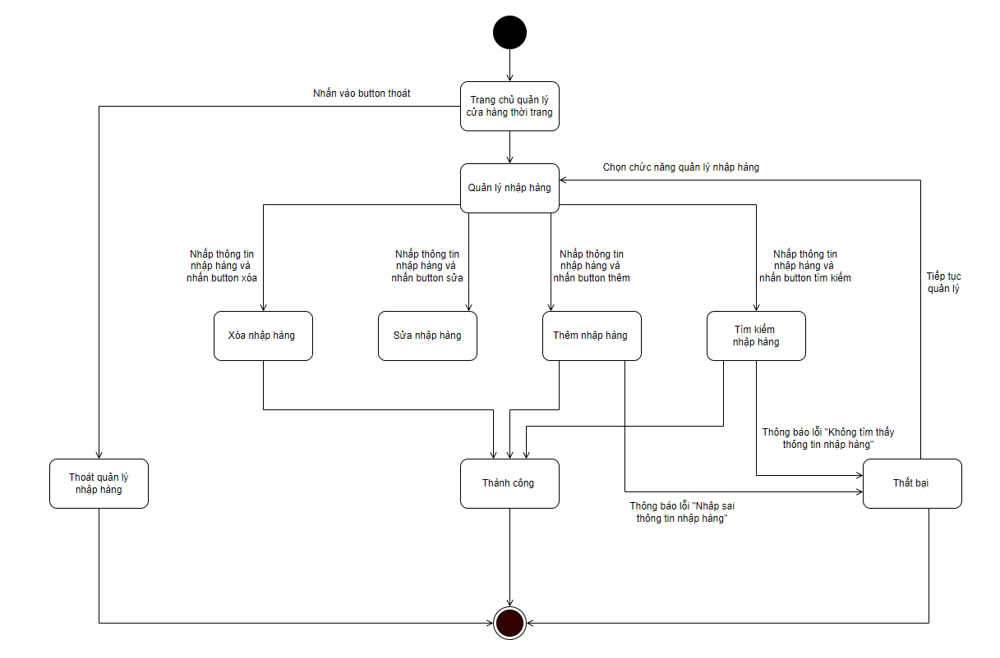 Nhấn vào button thoát
Trang chủ quản lý
cửa hàng thời trang
Chọn chức năng quản lý nhập hàng
Quản lý nhập hàng
Nhấp thông tin
nhập hàng và
nhấn button xóa
Nhấp thông tin
nhập hàng và
nhấn button sửa
Nhấp thông tin
nhập hàng và
nhấn button thêm
Nhấp thông tin
nhập hàng và
nhấn button tìm kiếm
Tiếp tục
quản lý
Xóa nhập hàng
Sửa nhập hàng
Thêm nhập hàng
Tìm kiếm
nhập hàng
Thông báo lỗi "Không tìm thấy
thông tin nhập hàng"
Thoát quản lý
nhập hàng
Thành công
Thất bại
Thông báo lỗi "Nhâp sai
thông tin nhập hàng"